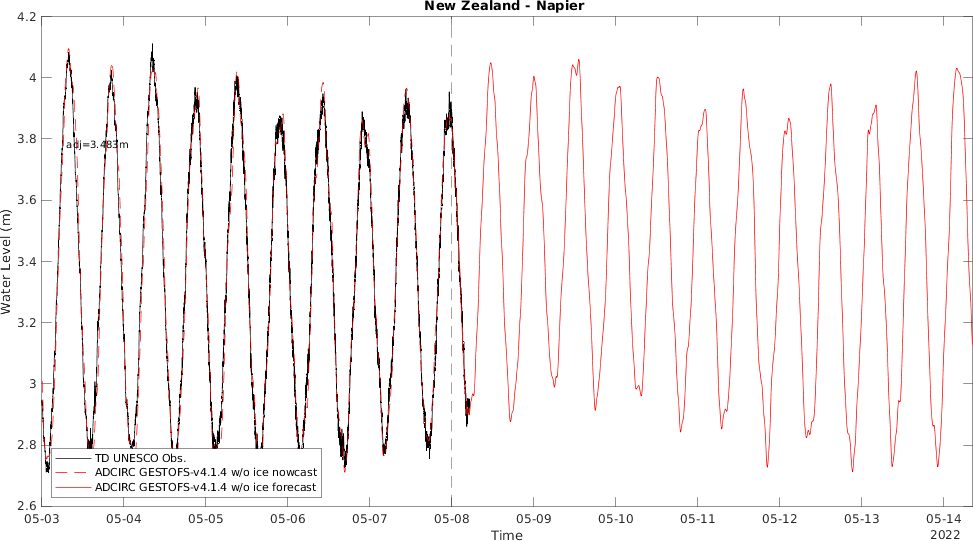 New Zealand - Napier
4.2
4
3.8
3.6
3.4
3.2
3
2.8
2.6
Water Level (m)
adj=3.483m
TD UNESCO Obs.
ADCIRC GESTOFS-v4.1.4 w/o ice nowcast
ADCIRC GESTOFS-v4.1.4 w/o ice forecast
05-03 05-04 05-05 05-06 05-07 05-08 05-09 05-10 05-11 05-12 05-13 05-14
Time
2022